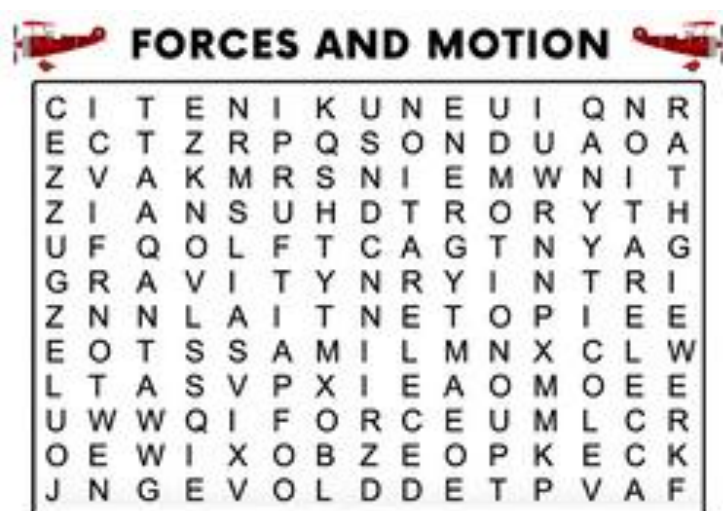 FORCES AND MOTION
C I T E N I K U N E U I Q N R
E C T Z R P Q S O N D U A O A
Z V A K M R S N I E M W N I T
Z I A N S U H D T R O R Y T H
U F Q O L F T C A G T N Y A G
G R A V I T Y N R Y I N T R I
Z N N L A I T N E T O P I E E
E O T S S A M I L M N X C L W
L T A S V P X I E A O M O E E
U W W Q I F O R C E U M L C R
O E W I X O B Z E O P K E C K
J N G E V O L D D E T P V A F